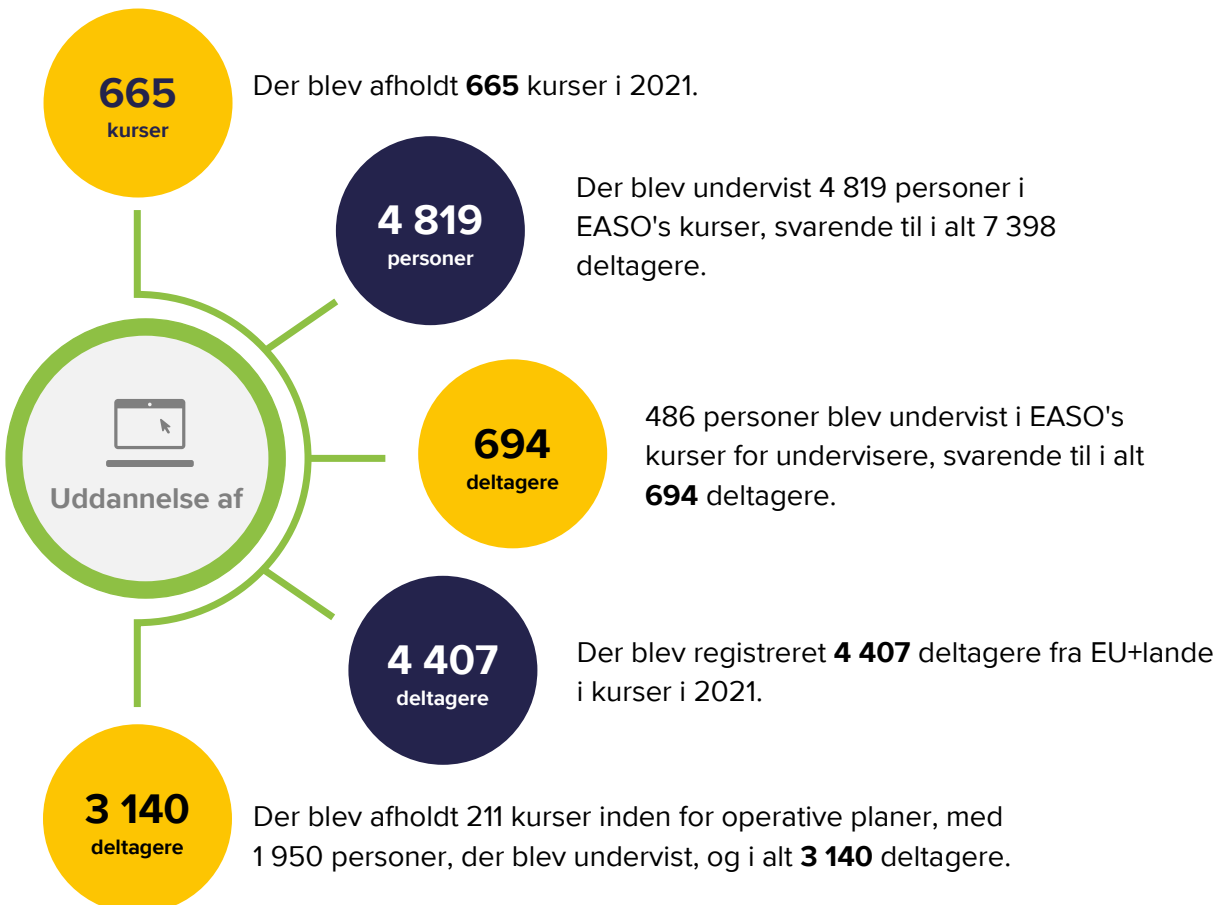 665
kurser
Der blev afholdt 665 kurser i 2021.
4 819
personer
Der blev undervist 4 819 personer i
EASO's kurser, svarende til i alt 7 398
deltagere.
694
deltagere
486 personer blev undervist i EASO's
kurser for undervisere, svarende til i alt
694 deltagere.
Uddannelse af
4 407
deltagere
Der blev registreret 4 407 deltagere fra EU+lande
i kurser i 2021.
3 140
deltagere
Der blev afholdt 211 kurser inden for operative planer, med
1 950 personer, der blev undervist, og i alt 3 140 deltagere.